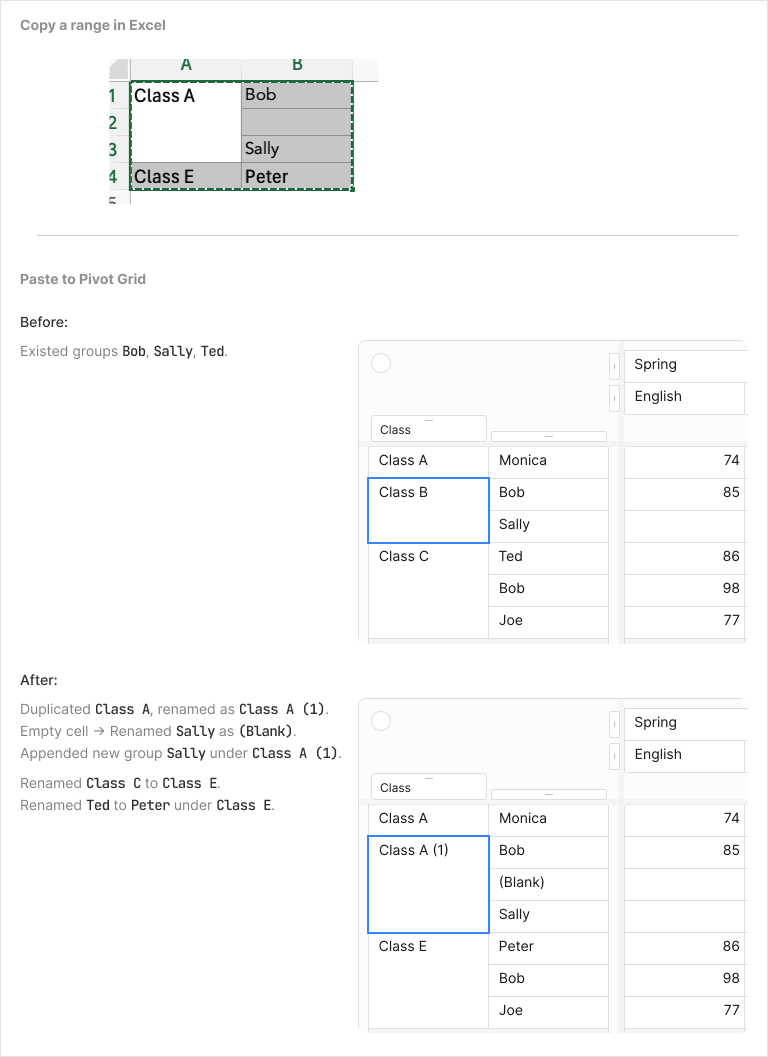 Copy a range in Excel
A B
1 Class A Bob
2
3 Sally
4 Class E Peter
5
Paste to Pivot Grid
Before:
Existed groups Bob, Sally, Ted.
Spring
English
Class
Class A Monica 74
Class B Bob 85
Sally
Class C Ted 86
Bob 98
Joe 77
After:
Duplicated Class A, renamed as Class A (1).
Empty cell → Renamed Sally as (Blank).
Appended new group Sally under Class A (1).
Renamed Class C to Class E.
Renamed Ted to Peter under Class E.
Spring
English
Class
Class A Monica 74
Class A (1) Bob 85
(Blank)
Sally
Class E Peter 86
Bob 98
Joe 77